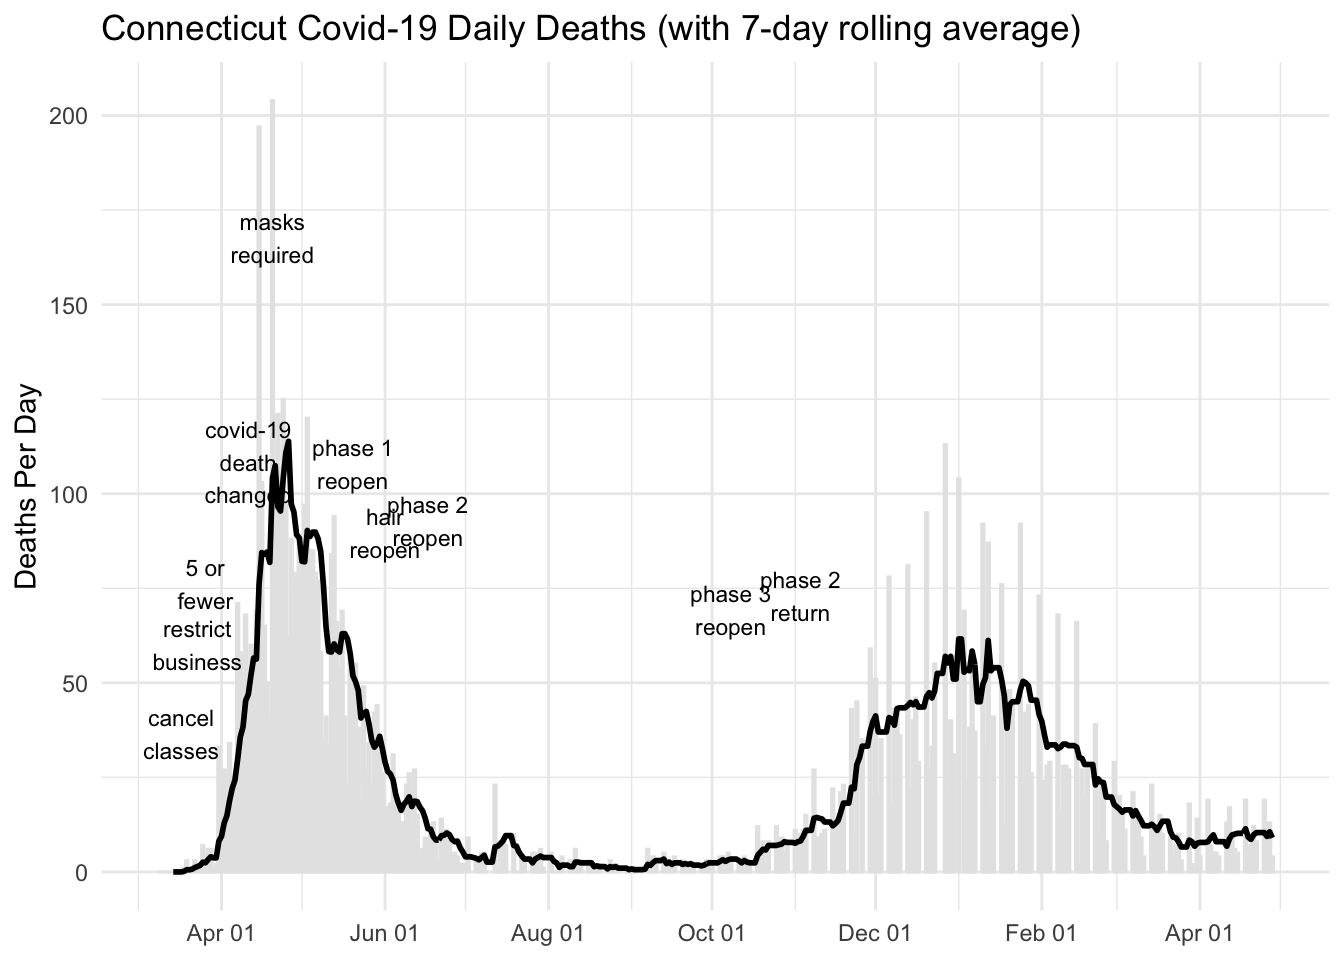 Connecticut Covid-19 Daily Deaths (with 7-day rolling average)
Deaths Per Day
200
150
100
50
0
masks
required
covid-19
death
changed
phase 1
reopen
hair
reopen
phase 2
reopen
5 or
fewer
restrict
business
cancel
classes
phase 3
reopen
phase 2
return
Apr 01
Jun 01
Aug 01
Oct 01
Dec 01
Feb 01
Apr 01